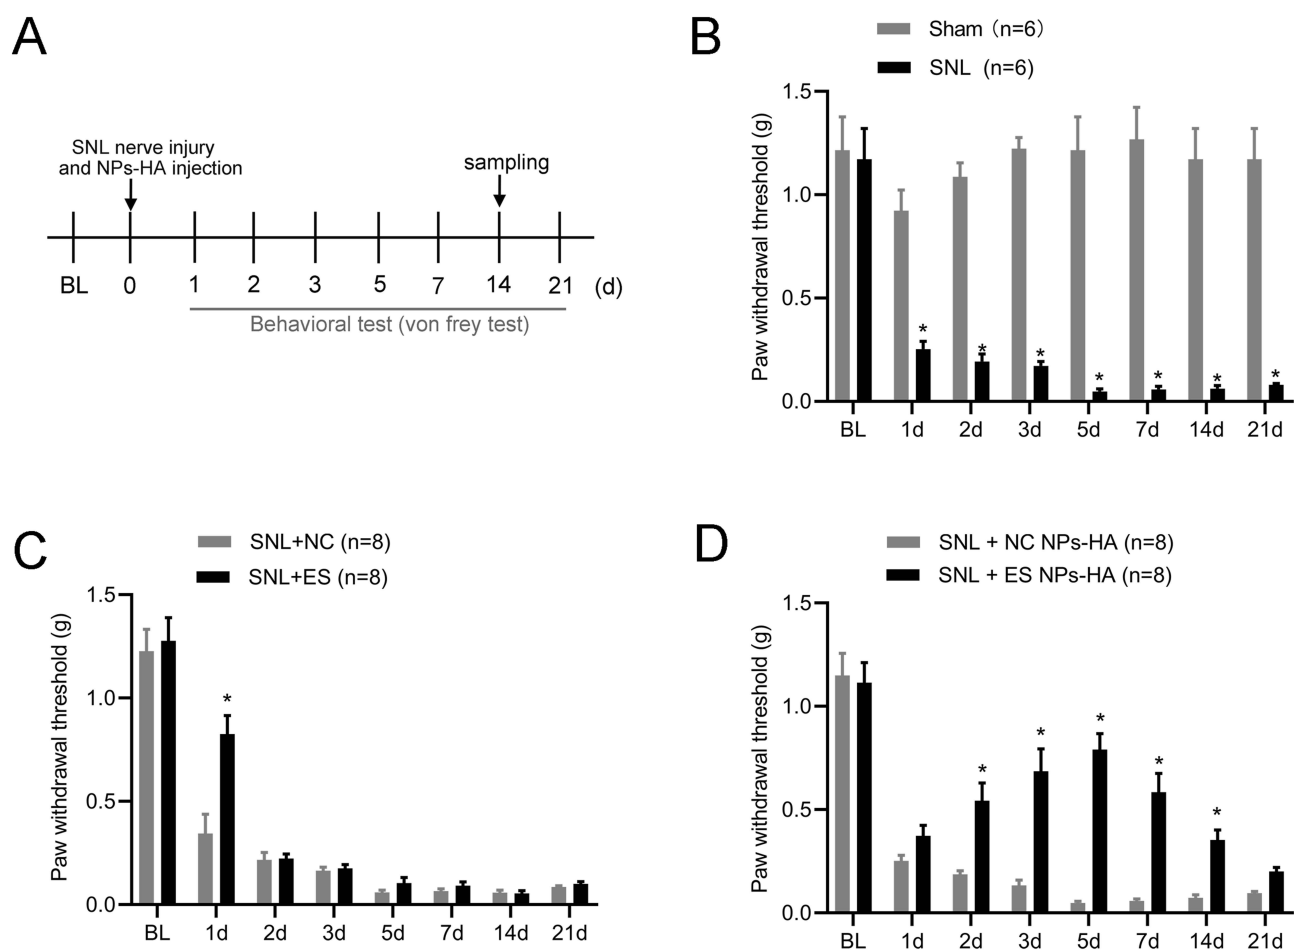 A
SNL nerve injury
and NPs-HA injection
sampling
BL 0 1 2 3 5 7 14 21 (d)
Behavioral test (von frey test)
B
Sham（n=6）
SNL (n=6)
Paw withdrawal threshold (g)
1.5
1.0
0.5
0.0
* * * * * * *
BL 1d 2d 3d 5d 7d 14d 21d
C
SNL+NC (n=8)
SNL+ES (n=8)
Paw withdrawal threshold (g)
1.5
1.0
0.5
0.0
*
BL 1d 2d 3d 5d 7d 14d 21d
D
SNL + NC NPs-HA (n=8)
SNL + ES NPs-HA (n=8)
Paw withdrawal threshold (g)
1.5
1.0
0.5
0.0
* * * * *
BL 1d 2d 3d 5d 7d 14d 21d